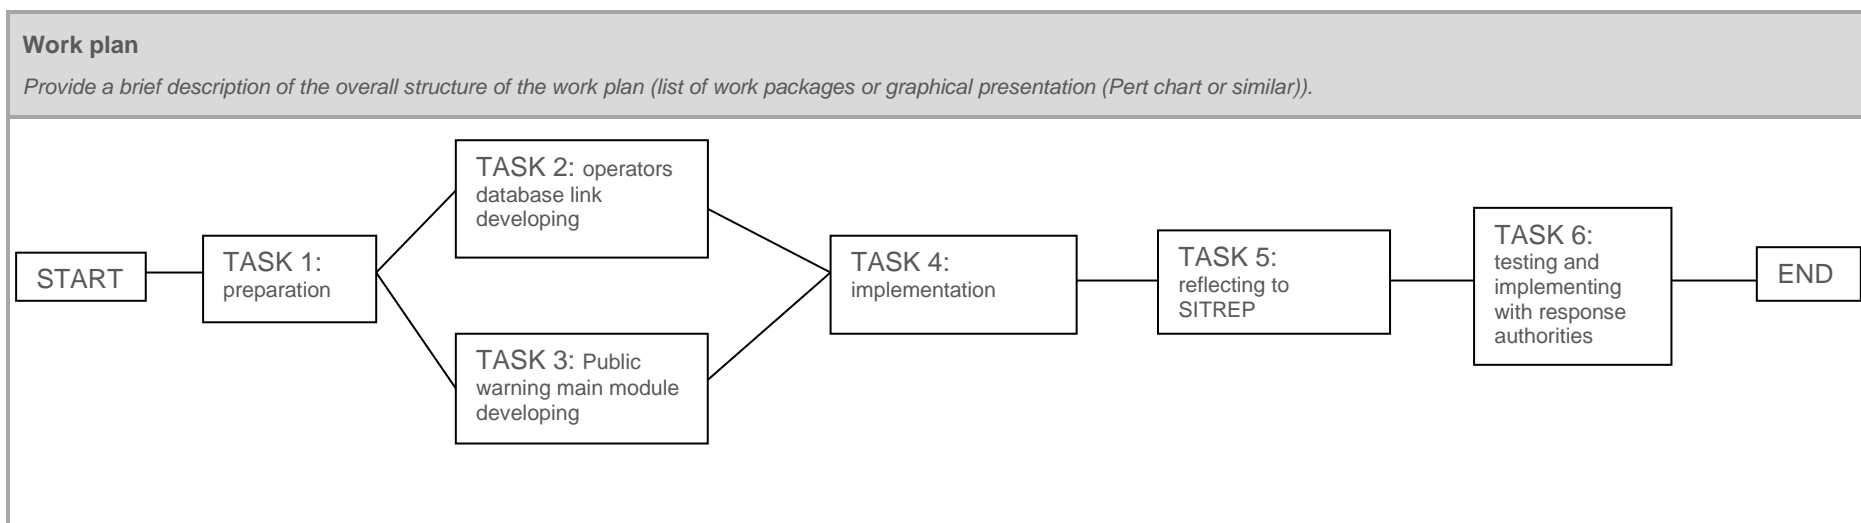 Work plan
Provide a brief description of the overall structure of the work plan (list of work packages or graphical presentation (Pert chart or similar)).
START
TASK 1:
preparation
TASK 2: operators
database link
developing
TASK 3: Public
warning main module
developing
TASK 4:
implementation
TASK 5:
reflecting to
SITREP
TASK 6:
testing and
implementing
with response
authorities
END